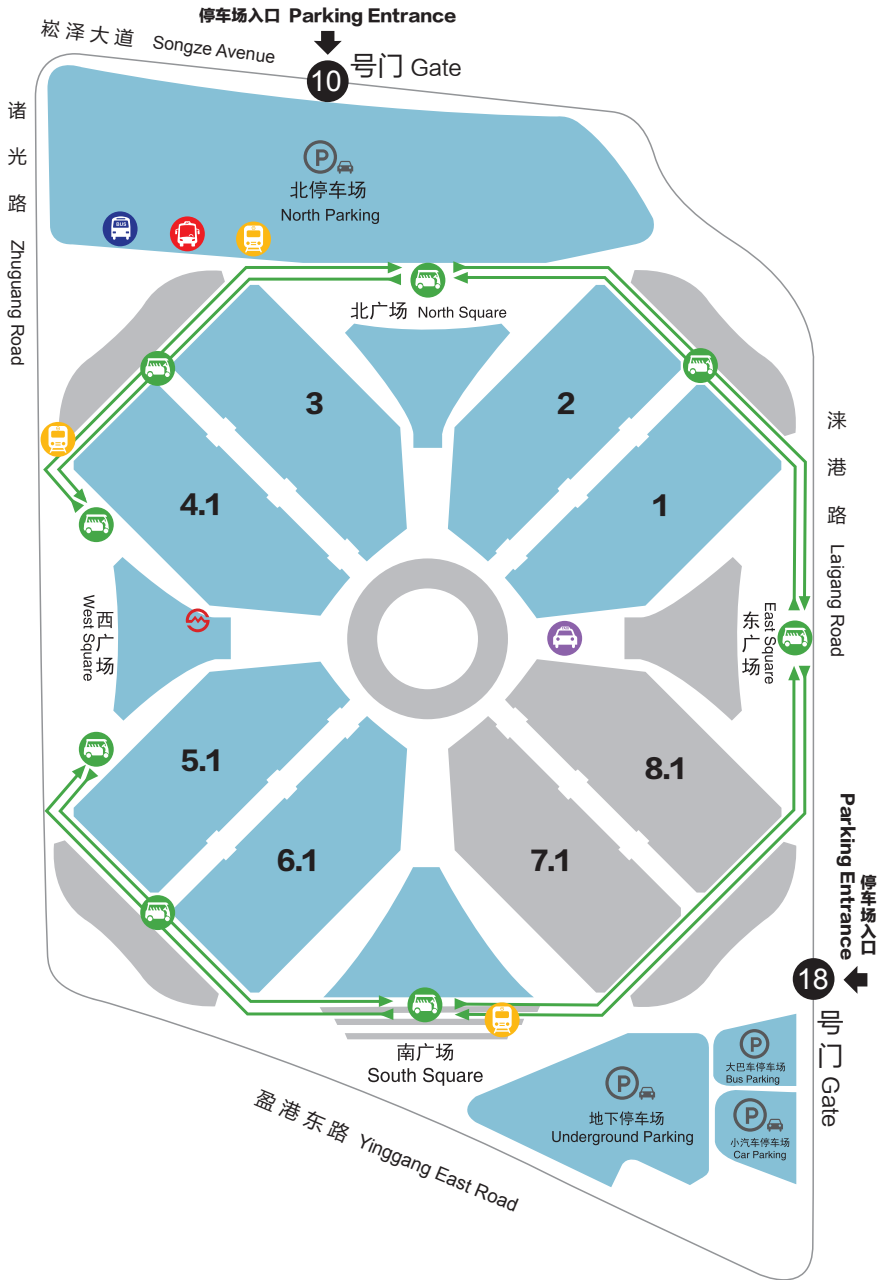 停车场入口 Parking Entrance
崧泽大道 Songze Avenue
10 号门 Gate
诸光路 Zhuguang Road
P
北停车场
North Parking
BUS
北广场 North Square
3
2
4.1
1
涞港路 Laigang Road
西广场
West Square
东广场
East Square
5.1
8.1
6.1
7.1
停车场入口
Parking Entrance
18 号门 Gate
南广场
South Square
P
地下停车场
Underground Parking
P
大巴车停车场
Bus Parking
P
小汽车停车场
Car Parking
盈港东路 Yinggang East Road